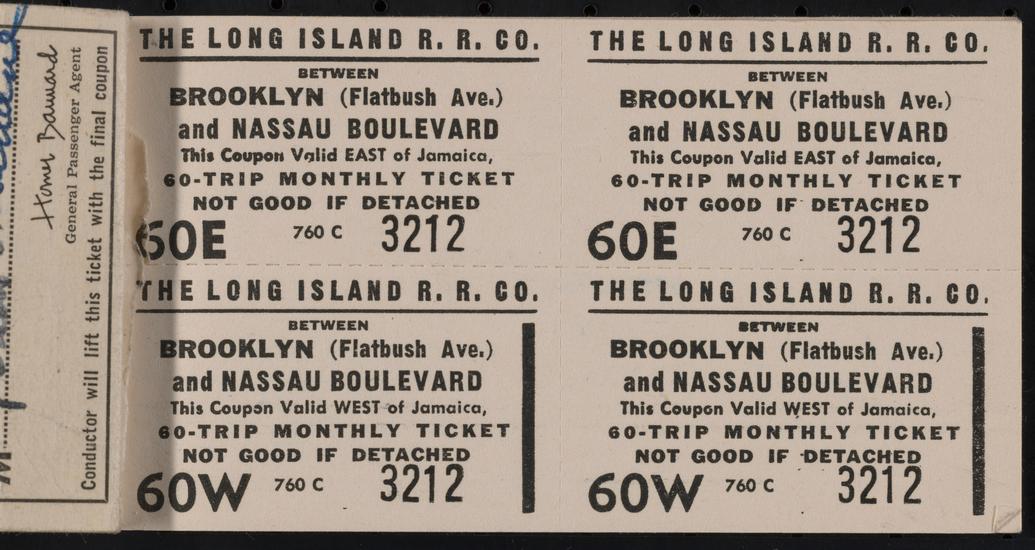 Homer Bannard
General Passenger Agent
Conductor will lift this ticket with the final coupon
THE LONG ISLAND R. R. CO.
BETWEEN
BROOKLYN (Flatbush Ave.)
and NASSAU BOULEVARD
This Coupon Valid EAST of Jamaica,
60-TRIP MONTHLY TICKET
NOT GOOD IF DETACHED
60E 760 C 3212
THE LONG ISLAND R. R. CO.
BETWEEN
BROOKLYN (Flatbush Ave.)
and NASSAU BOULEVARD
This Coupon Valid EAST of Jamaica,
60-TRIP MONTHLY TICKET
NOT GOOD IF DETACHED
60E 760 C 3212
THE LONG ISLAND R. R. CO.
BETWEEN
BROOKLYN (Flatbush Ave.)
and NASSAU BOULEVARD
This Coupon Valid WEST of Jamaica,
60-TRIP MONTHLY TICKET
NOT GOOD IF DETACHED
60W 760 C 3212
THE LONG ISLAND R. R. CO.
BETWEEN
BROOKLYN (Flatbush Ave.)
and NASSAU BOULEVARD
This Coupon Valid WEST of Jamaica,
60-TRIP MONTHLY TICKET
NOT GOOD IF DETACHED
60W 760 C 3212